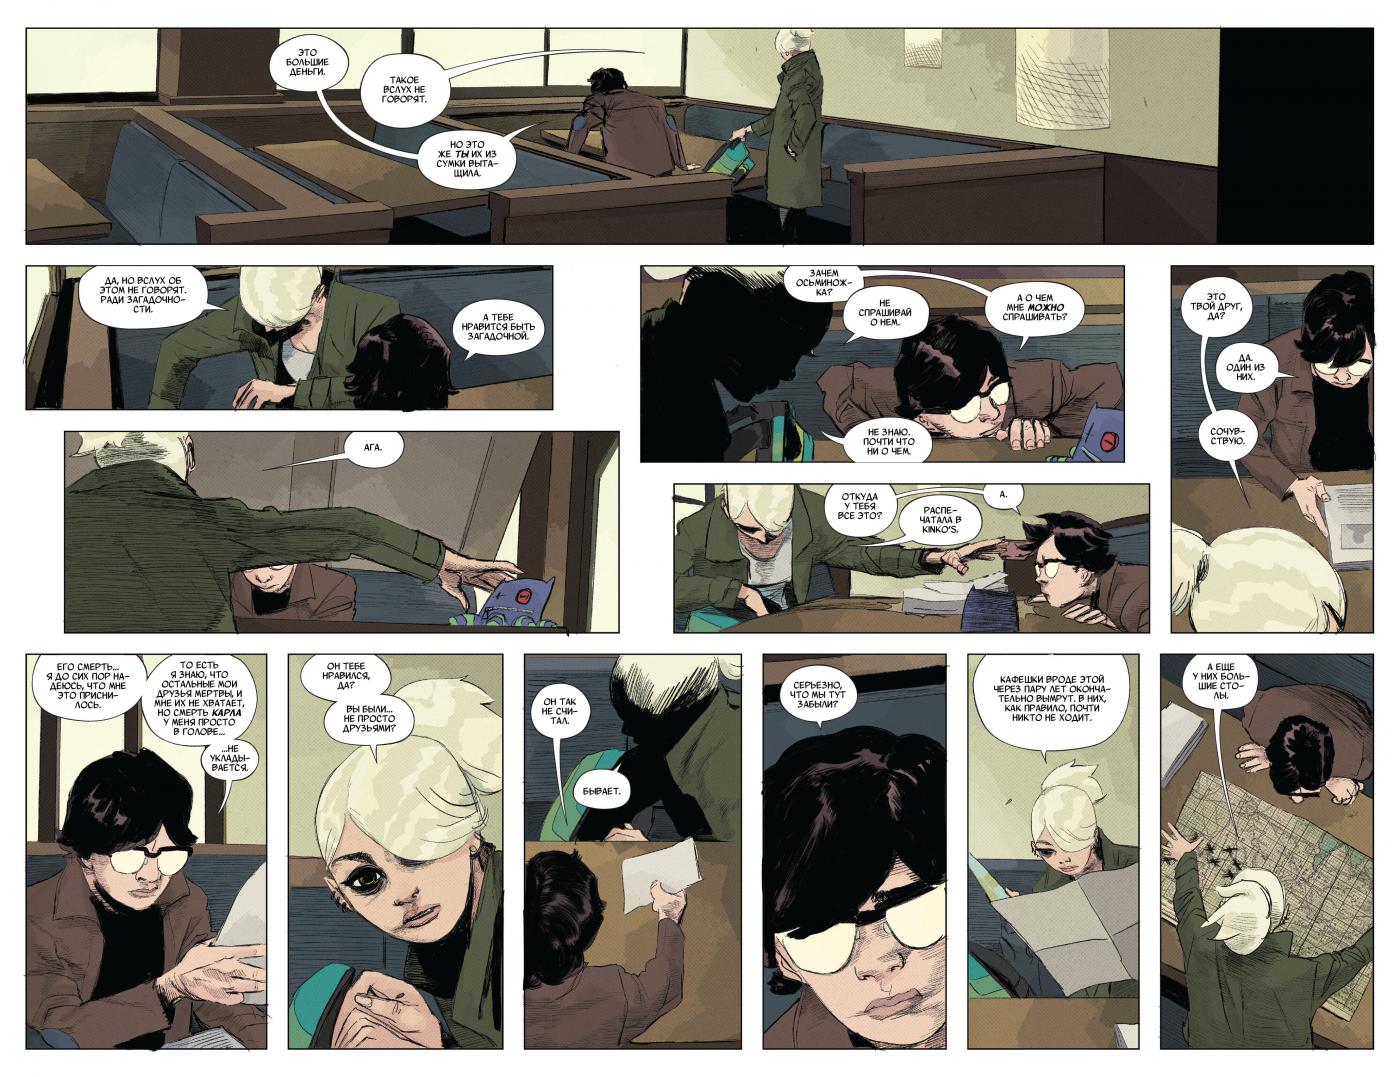 ЭТО
БОЛЬШИЕ
ДЕНЬГИ.
ТАКОЕ
ВСЛУХ НЕ
ГОВОРЯТ.
НО ЭТО
ЖЕ ТЫ ИХ ИЗ
СУМКИ ВЫТА-
ЩИЛА.
ДА, НО ВСЛУХ ОБ
ЭТОМ НЕ ГОВОРЯТ.
РАДИ ЗАГАДОЧНО-
СТИ.
А ТЕБЕ
НРАВИТСЯ БЫТЬ
ЗАГАДОЧНОЙ.
АГА.
ЗАЧЕМ
ОСЬМИНОЖ-
КА?
НЕ
СПРАШИВАЙ
О НЕМ.
А О ЧЕМ
МНЕ МОЖНО
СПРАШИВАТЬ?
НЕ ЗНАЮ.
ПОЧТИ ЧТО
НИ О ЧЕМ.
ОТКУДА
У ТЕБЯ
ВСЕ ЭТО?
РАСПЕ-
ЧАТАЛА В
KINKO'S.
А.
ЭТО
ТВОЙ ДРУГ,
ДА?
ДА.
ОДИН ИЗ
НИХ.
СОЧУВ-
СТВУЮ.
ЕГО СМЕРТЬ...
Я ДО СИХ ПОР НА-
ДЕЮСЬ, ЧТО МНЕ
ЭТО ПРИСНИ-
ЛОСЬ.
ТО ЕСТЬ
Я ЗНАЮ, ЧТО
ОСТАЛЬНЫЕ МОИ
ДРУЗЬЯ МЕРТВЫ, И
МНЕ ИХ НЕ ХВАТАЕТ,
НО СМЕРТЬ КАРЛА
У МЕНЯ ПРОСТО
В ГОЛОВЕ...
...НЕ
УКЛАДЫ-
ВАЕТСЯ.
ОН ТЕБЕ
НРАВИЛСЯ,
ДА?
ВЫ БЫЛИ...
НЕ ПРОСТО
ДРУЗЬЯМИ?
ОН ТАК
НЕ СЧИ-
ТАЛ.
БЫВАЕТ.
СЕРЬЕЗНО,
ЧТО МЫ ТУТ
ЗАБЫЛИ?
КАФЕШКИ ВРОДЕ ЭТОЙ
ЧЕРЕЗ ПАРУ ЛЕТ ОКОНЧА-
ТЕЛЬНО ВЫМРУТ. В НИХ,
КАК ПРАВИЛО, ПОЧТИ
НИКТО НЕ ХОДИТ.
А ЕЩЕ
У НИХ БОЛЬ-
ШИЕ СТО-
ЛЫ.